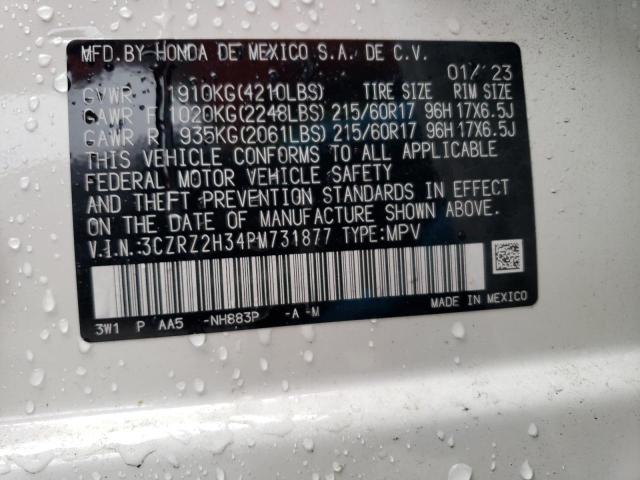 MFD.BY HONDA DE MEXICO S.A. DE C.V.
01/'23
GVWR 1910KG(4210LBS) TIRE SIZE RIM SIZE
GAWR F 1020KG(2248LBS) 215/60R17 96H 17X6.5J
GAWR R 935KG(2061LBS) 215/60R17 96H 17X6.5J
THIS VEHICLE CONFORMS TO ALL APPLICABLE
FEDERAL MOTOR VEHICLE SAFETY
AND BUMPER STANDARDS IN EFFECT
ON THE DATE OF MANUFACTURE SHOWN ABOVE.
V.I.N.:3CZRZ2H34PM731877 TYPE:MPV
MADE IN MEXICO
3W1 P AA5 -NH883P -A -M